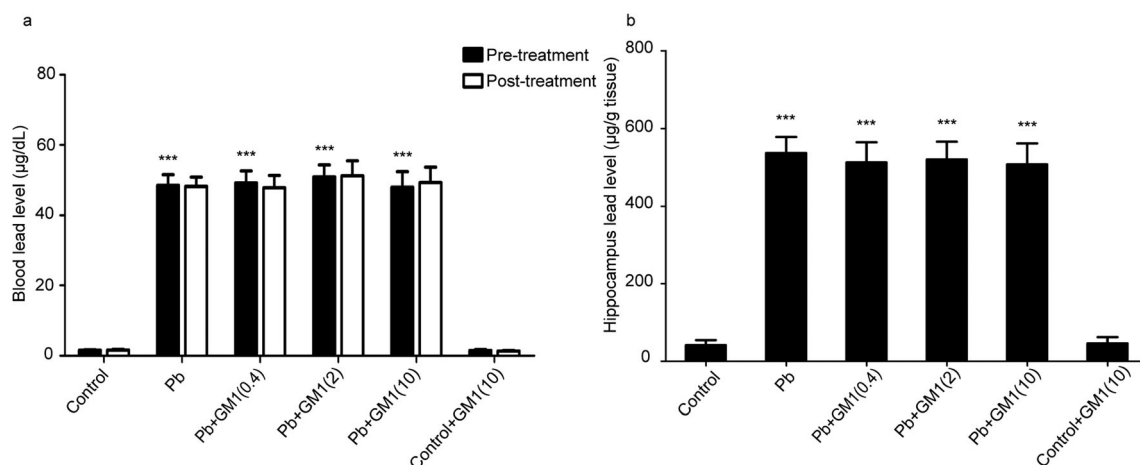 a
Pre-treatment
Post-treatment
Blood lead level (µg/dL)
80
60
40
20
0
***
***
***
***
Control
Pb
Pb+GM1(0.4)
Pb+GM1(2)
Pb+GM1(10)
Control+GM1(10)
b
Hippocampus lead level (µg/g tissue)
800
600
400
200
0
***
***
***
***
Control
Pb
Pb+GM1(0.4)
Pb+GM1(2)
Pb+GM1(10)
Control+GM1(10)